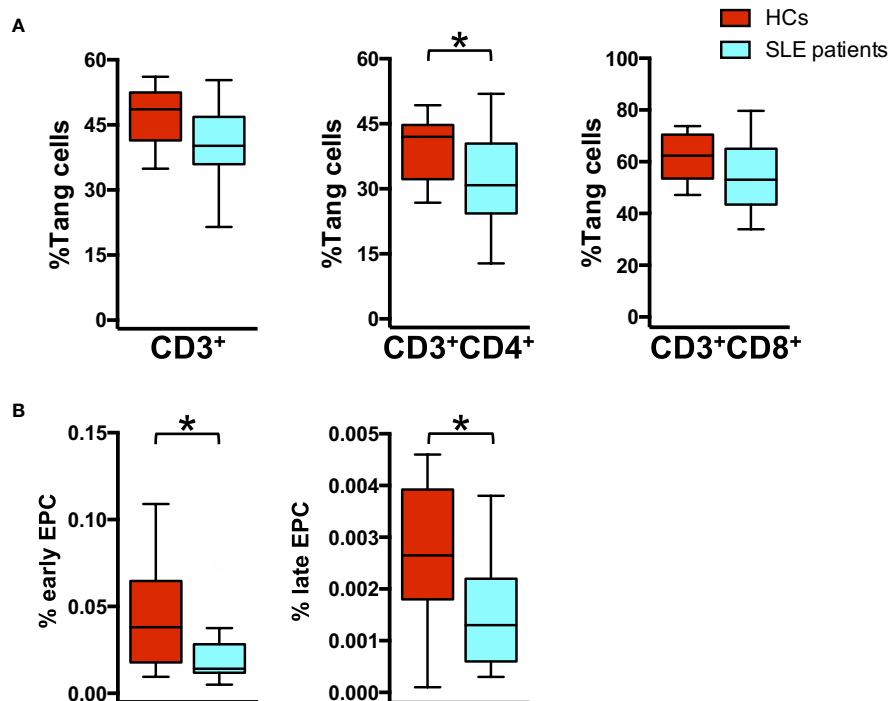 HCs
SLE patients
A
%Tang cells
60
45
30
15
0
CD3⁺
%Tang cells
60
45
30
15
0
*
CD3⁺CD4⁺
%Tang cells
100
80
60
40
20
0
CD3⁺CD8⁺
B
% early EPC
0.15
0.10
0.05
0.00
*
% late EPC
0.005
0.004
0.003
0.002
0.001
0.000
*